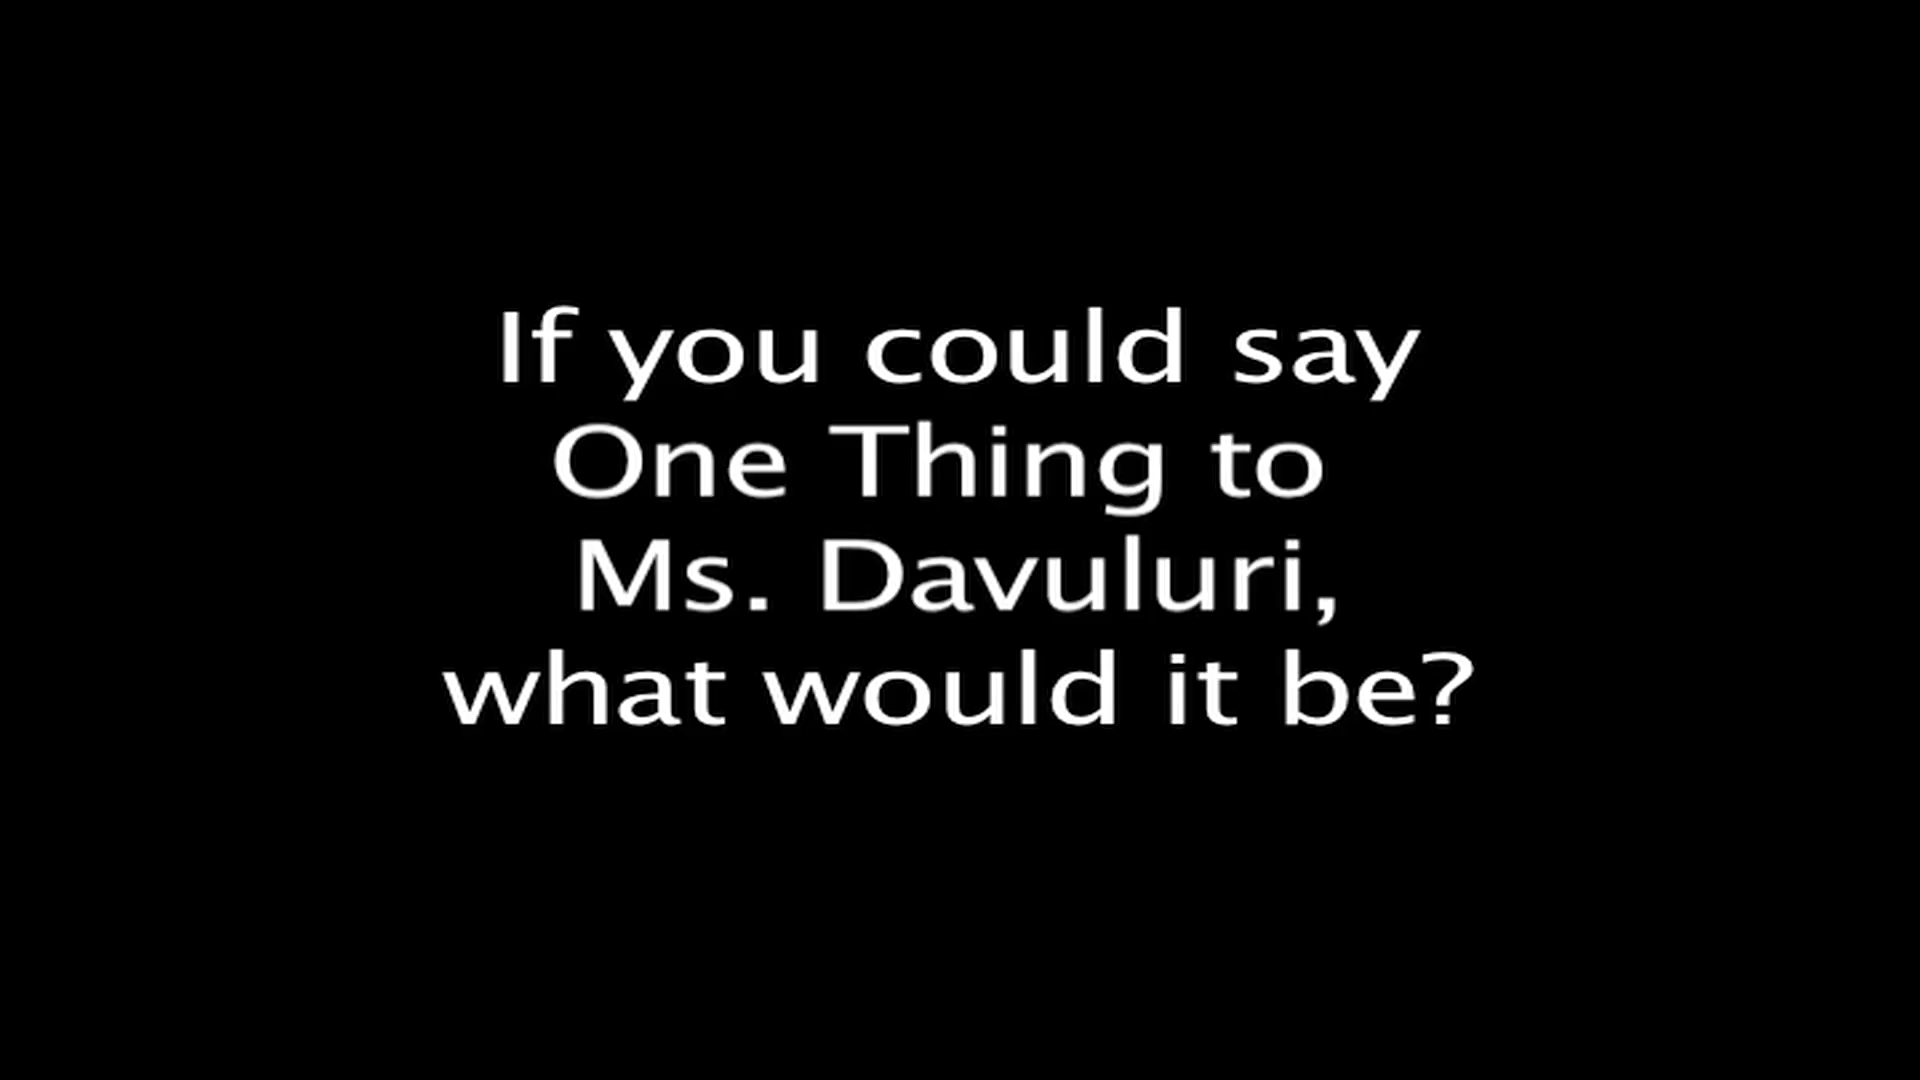 If you could say
One Thing to
Ms. Davuluri,
what would it be?